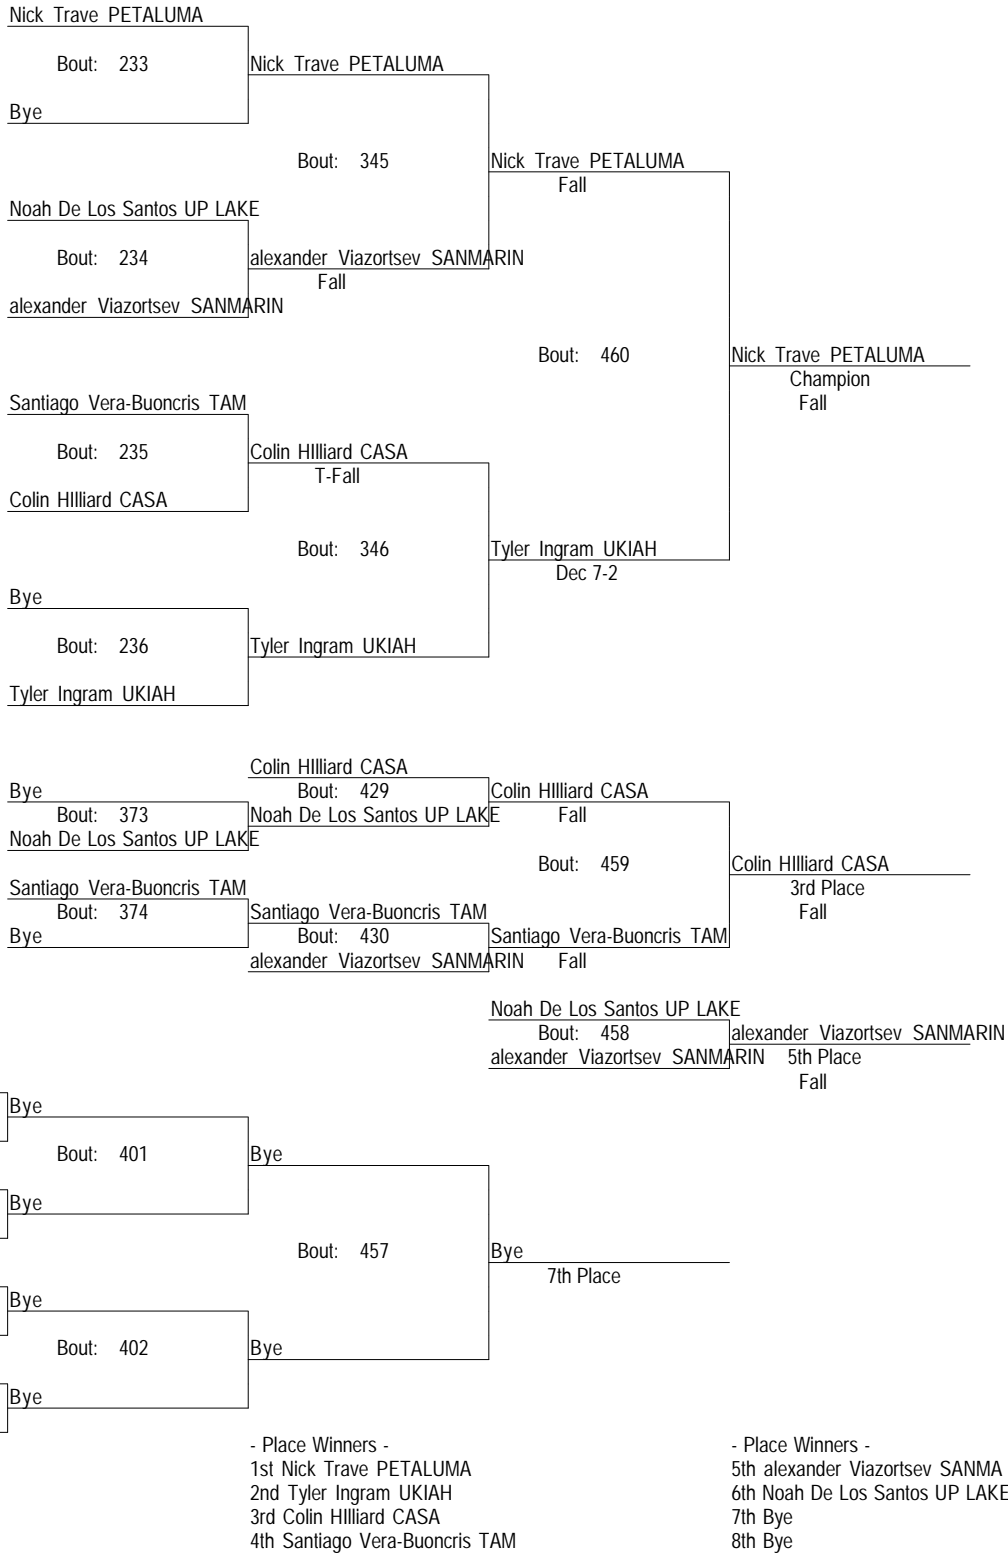 Nick Trave PETALUMA
Bout: 233
Nick Trave PETALUMA
Bye
Bout: 345
Nick Trave PETALUMA
Fall
Noah De Los Santos UP LAKE
Bout: 234
alexander Viazortsev SANMARIN
Fall
alexander Viazortsev SANMARIN
Bout: 460
Nick Trave PETALUMA
Champion
Fall
Santiago Vera-Buoncris TAM
Bout: 235
Colin HIlliard CASA
T-Fall
Colin HIlliard CASA
Bout: 346
Tyler Ingram UKIAH
Dec 7-2
Bye
Bout: 236
Tyler Ingram UKIAH
Tyler Ingram UKIAH
Colin HIlliard CASA
Bye
Bout: 429
Colin HIlliard CASA
Bout: 373
Noah De Los Santos UP LAKE
Fall
Noah De Los Santos UP LAKE
Bout: 459
Colin HIlliard CASA
3rd Place
Fall
Santiago Vera-Buoncris TAM
Bout: 374
Santiago Vera-Buoncris TAM
Bye
Bout: 430
Santiago Vera-Buoncris TAM
alexander Viazortsev SANMARIN
Fall
Noah De Los Santos UP LAKE
Bout: 458
alexander Viazortsev SANMARIN
alexander Viazortsev SANMARIN
5th Place
Fall
Bye
Bout: 401
Bye
Bye
Bout: 457
Bye
7th Place
Bye
Bout: 402
Bye
Bye
- Place Winners -
1st Nick Trave PETALUMA
2nd Tyler Ingram UKIAH
3rd Colin HIlliard CASA
4th Santiago Vera-Buoncris TAM
- Place Winners -
5th alexander Viazortsev SANMA
6th Noah De Los Santos UP LAKE
7th Bye
8th Bye